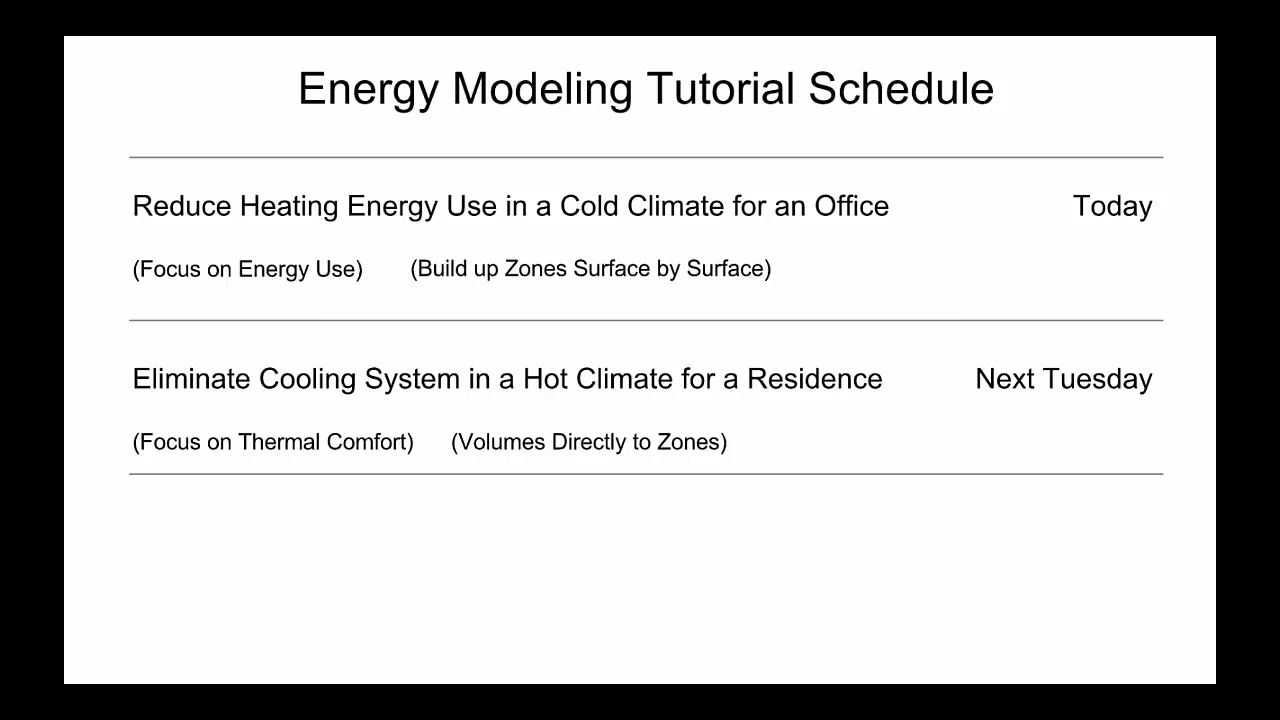 Energy Modeling Tutorial Schedule
Reduce Heating Energy Use in a Cold Climate for an Office Today
(Focus on Energy Use) (Build up Zones Surface by Surface)
Eliminate Cooling System in a Hot Climate for a Residence Next Tuesday
(Focus on Thermal Comfort) (Volumes Directly to Zones)